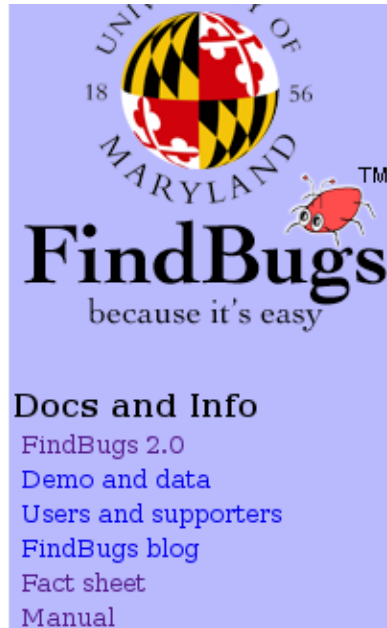 UNIVERSITY OF
18 56
MARYLAND
TM
FindBugs
because it's easy
Docs and Info
FindBugs 2.0
Demo and data
Users and supporters
FindBugs blog
Fact sheet
Manual